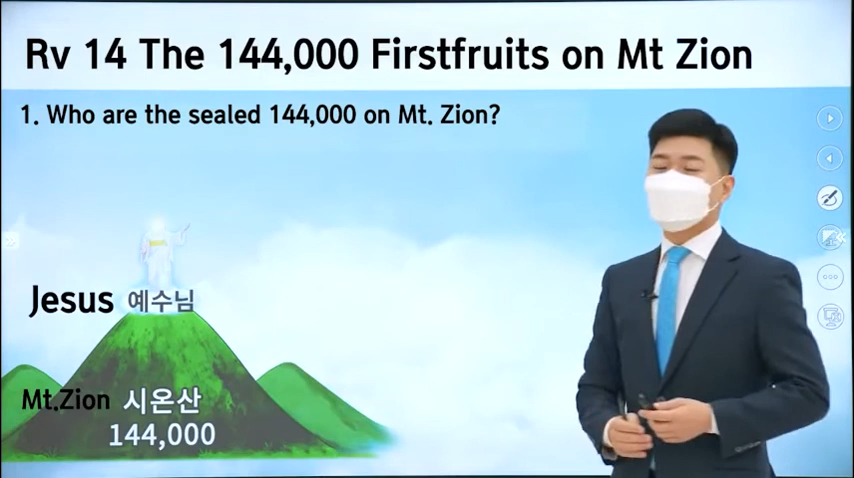 Rv 14 The 144,000 Firstfruits on Mt Zion
1. Who are the sealed 144,000 on Mt. Zion?
Jesus 예수님
Mt.Zion 시온산
144,000